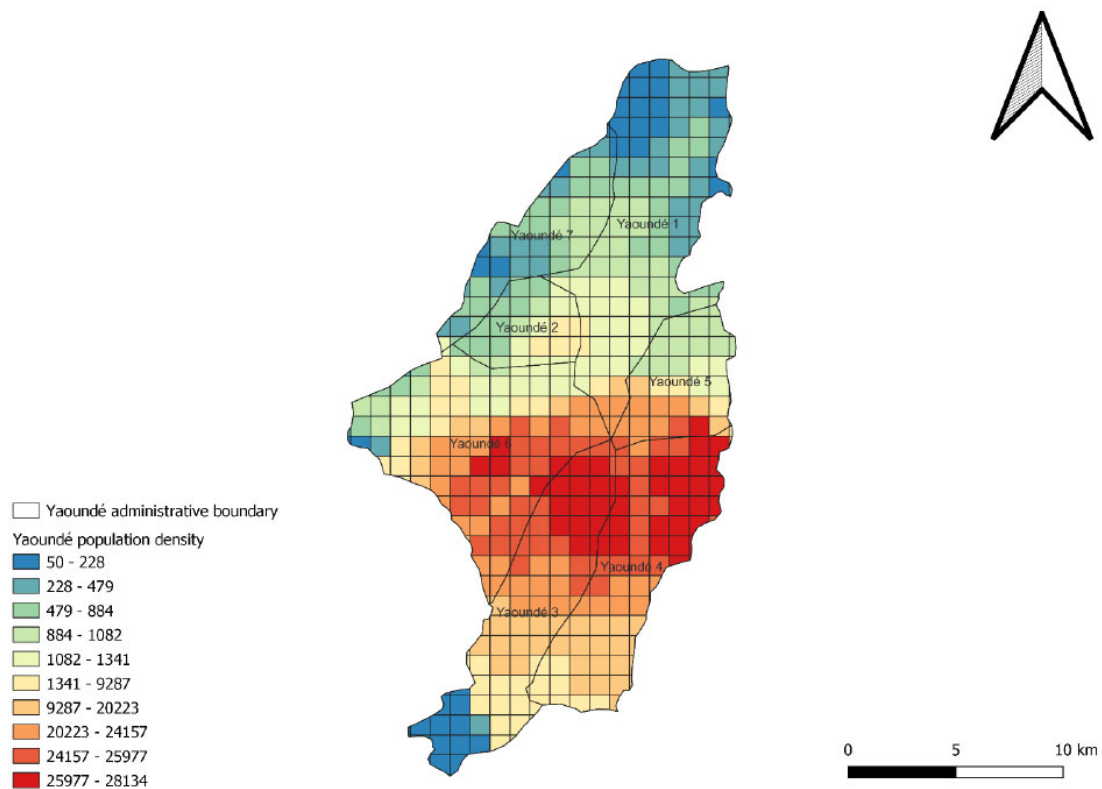 Yaoundé 1
Yaoundé 7
Yaoundé 2
Yaoundé 5
Yaoundé 6
Yaoundé 4
Yaoundé 3
Yaoundé administrative boundary
Yaoundé population density
50 - 228
228 - 479
479 - 884
884 - 1082
1082 - 1341
1341 - 9287
9287 - 20223
20223 - 24157
24157 - 25977
25977 - 28134
0 5 10 km